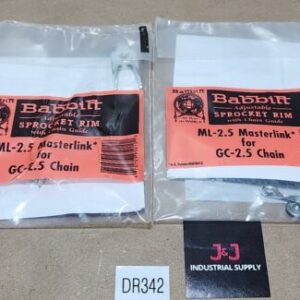 Babbitt
Adjustable
SPROCKET RIM
with Chain Guide
ML-2.5 Masterlink*
for
GC-2.5 Chain
Babbitt
Adjustable
SPROCKET RIM
with Chain Guide
ML-2.5 Masterlink*
for
GC-2.5 Chain
DR342
J&J
INDUSTRIAL SUPPLY